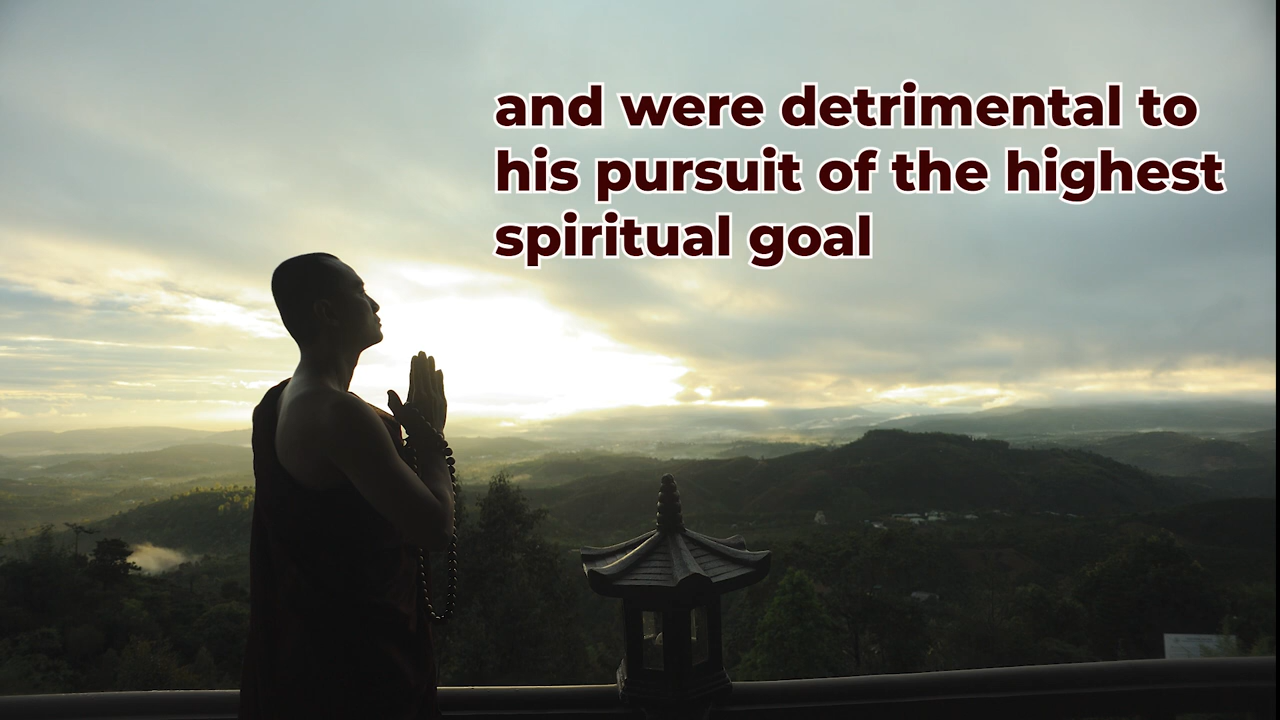 and were detrimental to
his pursuit of the highest
spiritual goal